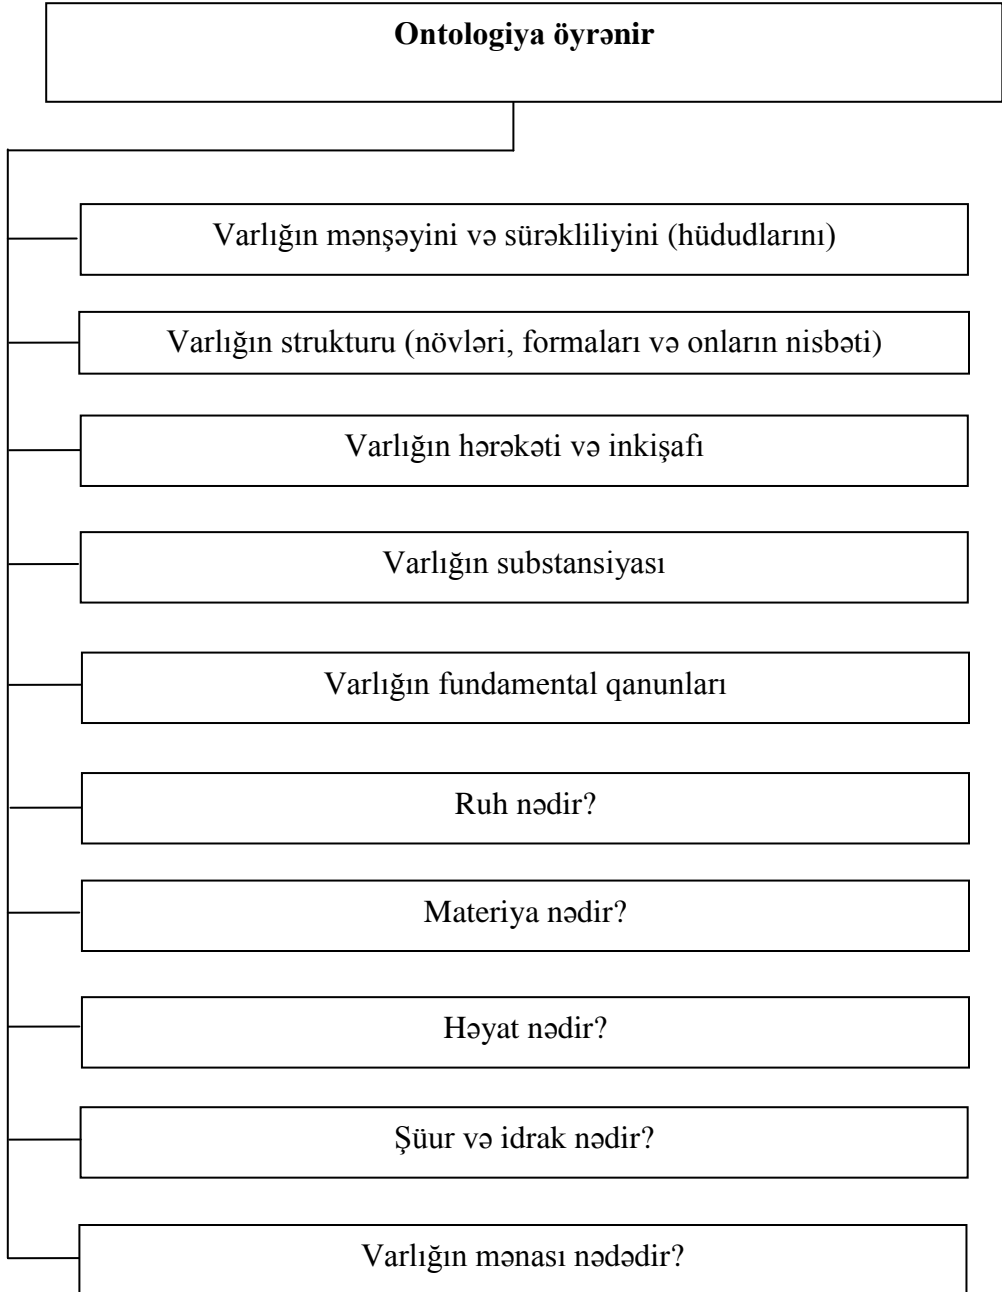 Ontologiya öyrənir
Varlığın mənşəyini və sürəkliliyini (hüdudlarını)
Varlığın strukturu (növləri, formaları və onların nisbəti)
Varlığın hərəkəti və inkişafı
Varlığın substansiyası
Varlığın fundamental qanunları
Ruh nədir?
Materiya nədir?
Həyat nədir?
Şüur və idrak nədir?
Varlığın mənası nədədir?